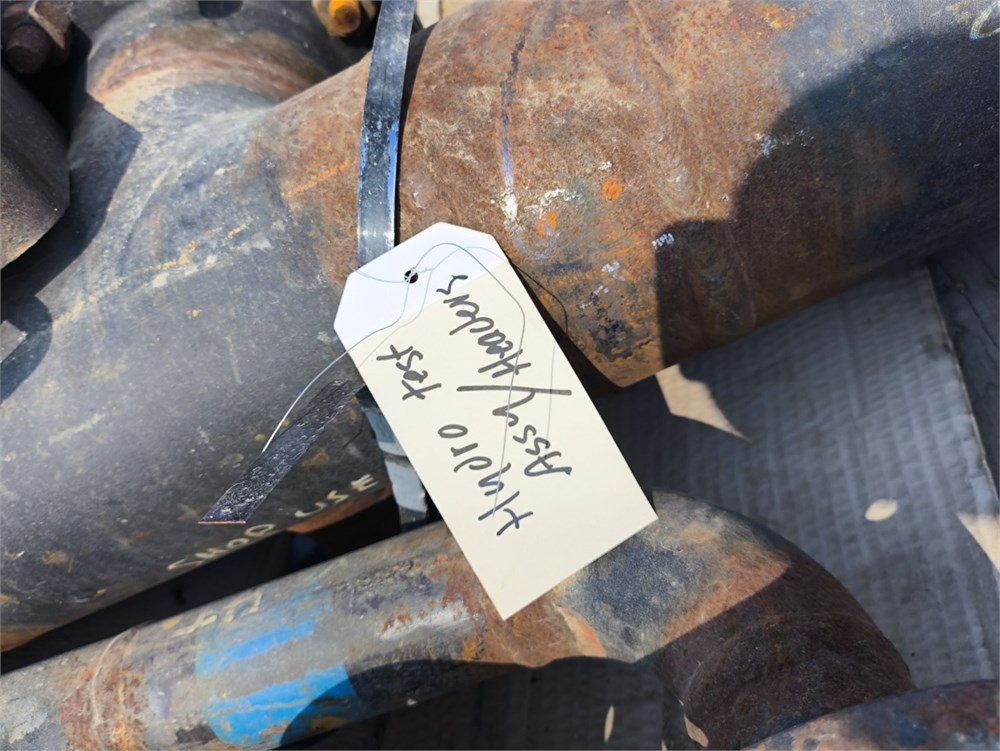 Hydro test
Assy/Headers
SHOP USE